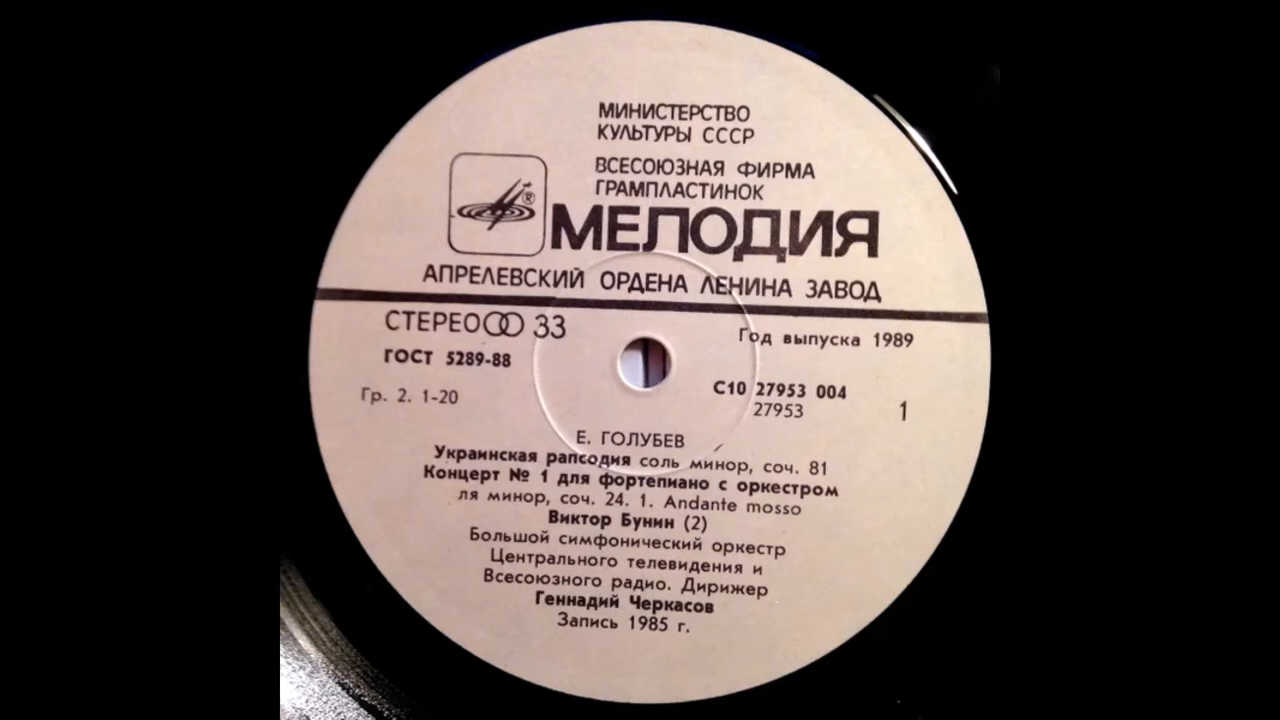 МИНИСТЕРСТВО
КУЛЬТУРЫ СССР
ВСЕСОЮЗНАЯ ФИРМА
ГРАМПЛАСТИНОК
®
МЕЛОДИЯ
АПРЕЛЕВСКИЙ ОРДЕНА ЛЕНИНА ЗАВОД
СТЕРЕО 33
Год выпуска 1989
ГОСТ 5289-88
С10 27953 004
Гр. 2. 1-20
27953
1
Е. ГОЛУБЕВ
Украинская рапсодия соль минор, соч. 81
Концерт № 1 для фортепиано с оркестром
ля минор, соч. 24. 1. Andante mosso
Виктор Бунин (2)
Большой симфонический оркестр
Центрального телевидения и
Всесоюзного радио. Дирижер
Геннадий Черкасов
Запись 1985 г.